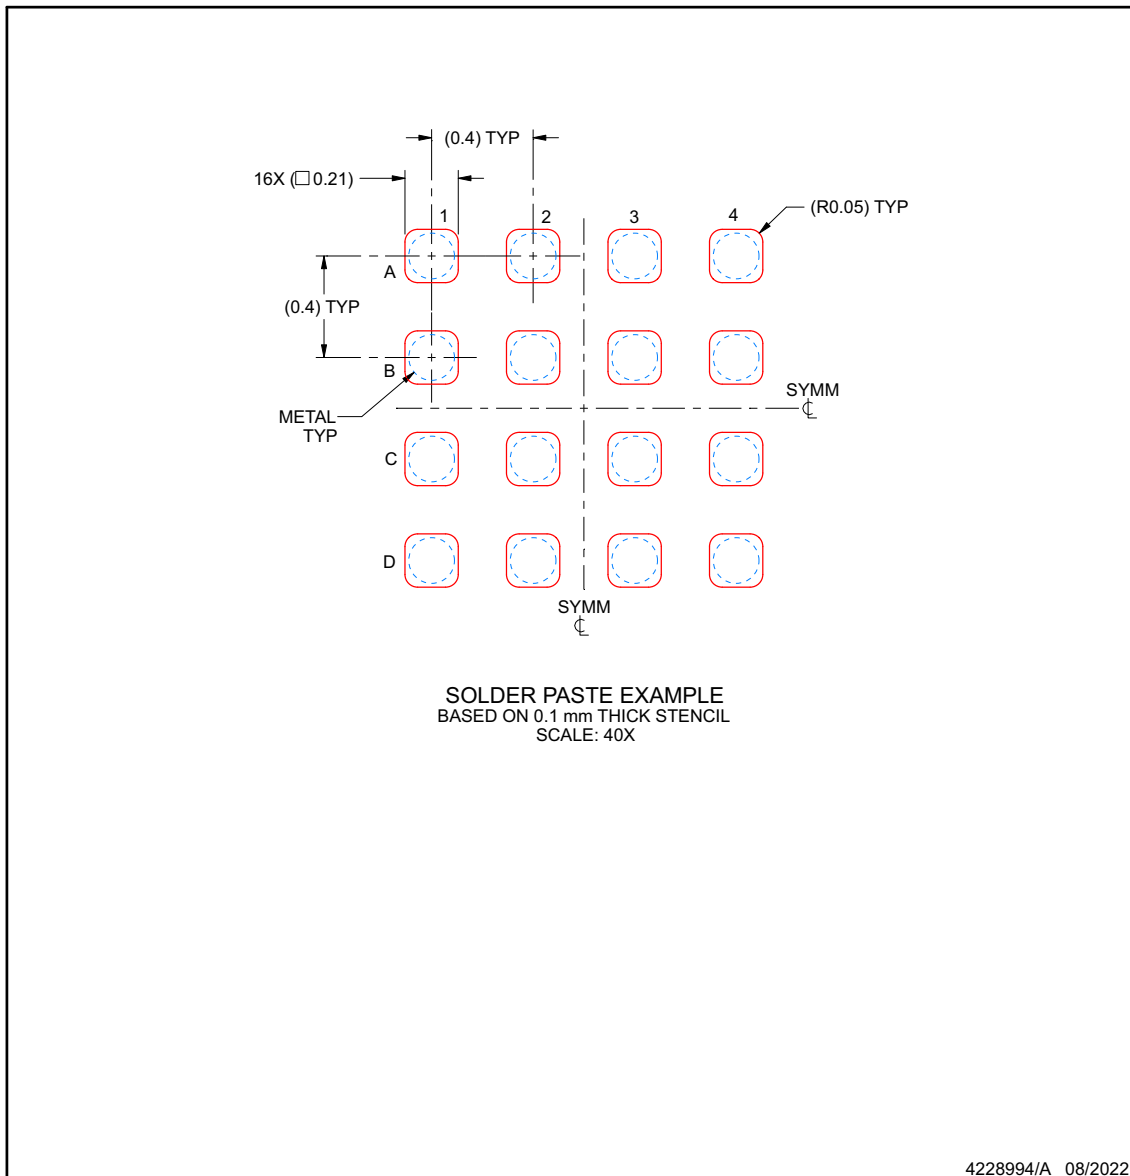 (0.4) TYP
16X (□ 0.21)
(R0.05) TYP
1
2
3
4
A
(0.4) TYP
B
SYMM
℄
METAL
TYP
C
D
SYMM
℄
SOLDER PASTE EXAMPLE
BASED ON 0.1 mm THICK STENCIL
SCALE: 40X
4228994/A 08/2022